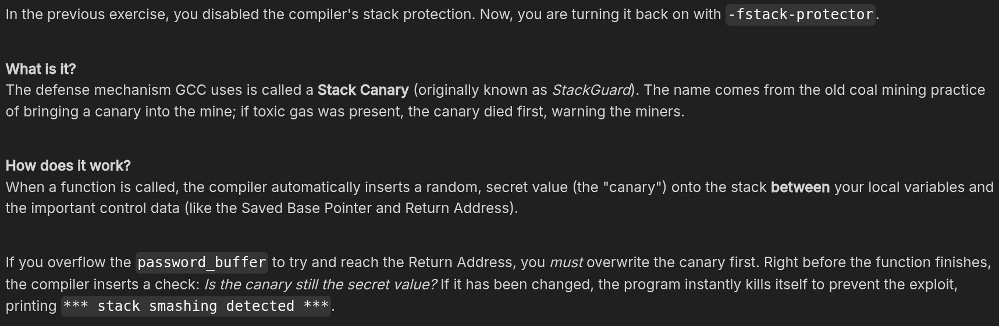 In the previous exercise, you disabled the compiler's stack protection. Now, you are turning it back on with -fstack-protector.
What is it?
The defense mechanism GCC uses is called a Stack Canary (originally known as StackGuard). The name comes from the old coal mining practice
of bringing a canary into the mine; if toxic gas was present, the canary died first, warning the miners.
How does it work?
When a function is called, the compiler automatically inserts a random, secret value (the "canary") onto the stack between your local variables and
the important control data (like the Saved Base Pointer and Return Address).
If you overflow the password_buffer to try and reach the Return Address, you must overwrite the canary first. Right before the function finishes,
the compiler inserts a check: Is the canary still the secret value? If it has been changed, the program instantly kills itself to prevent the exploit,
printing *** stack smashing detected ***.